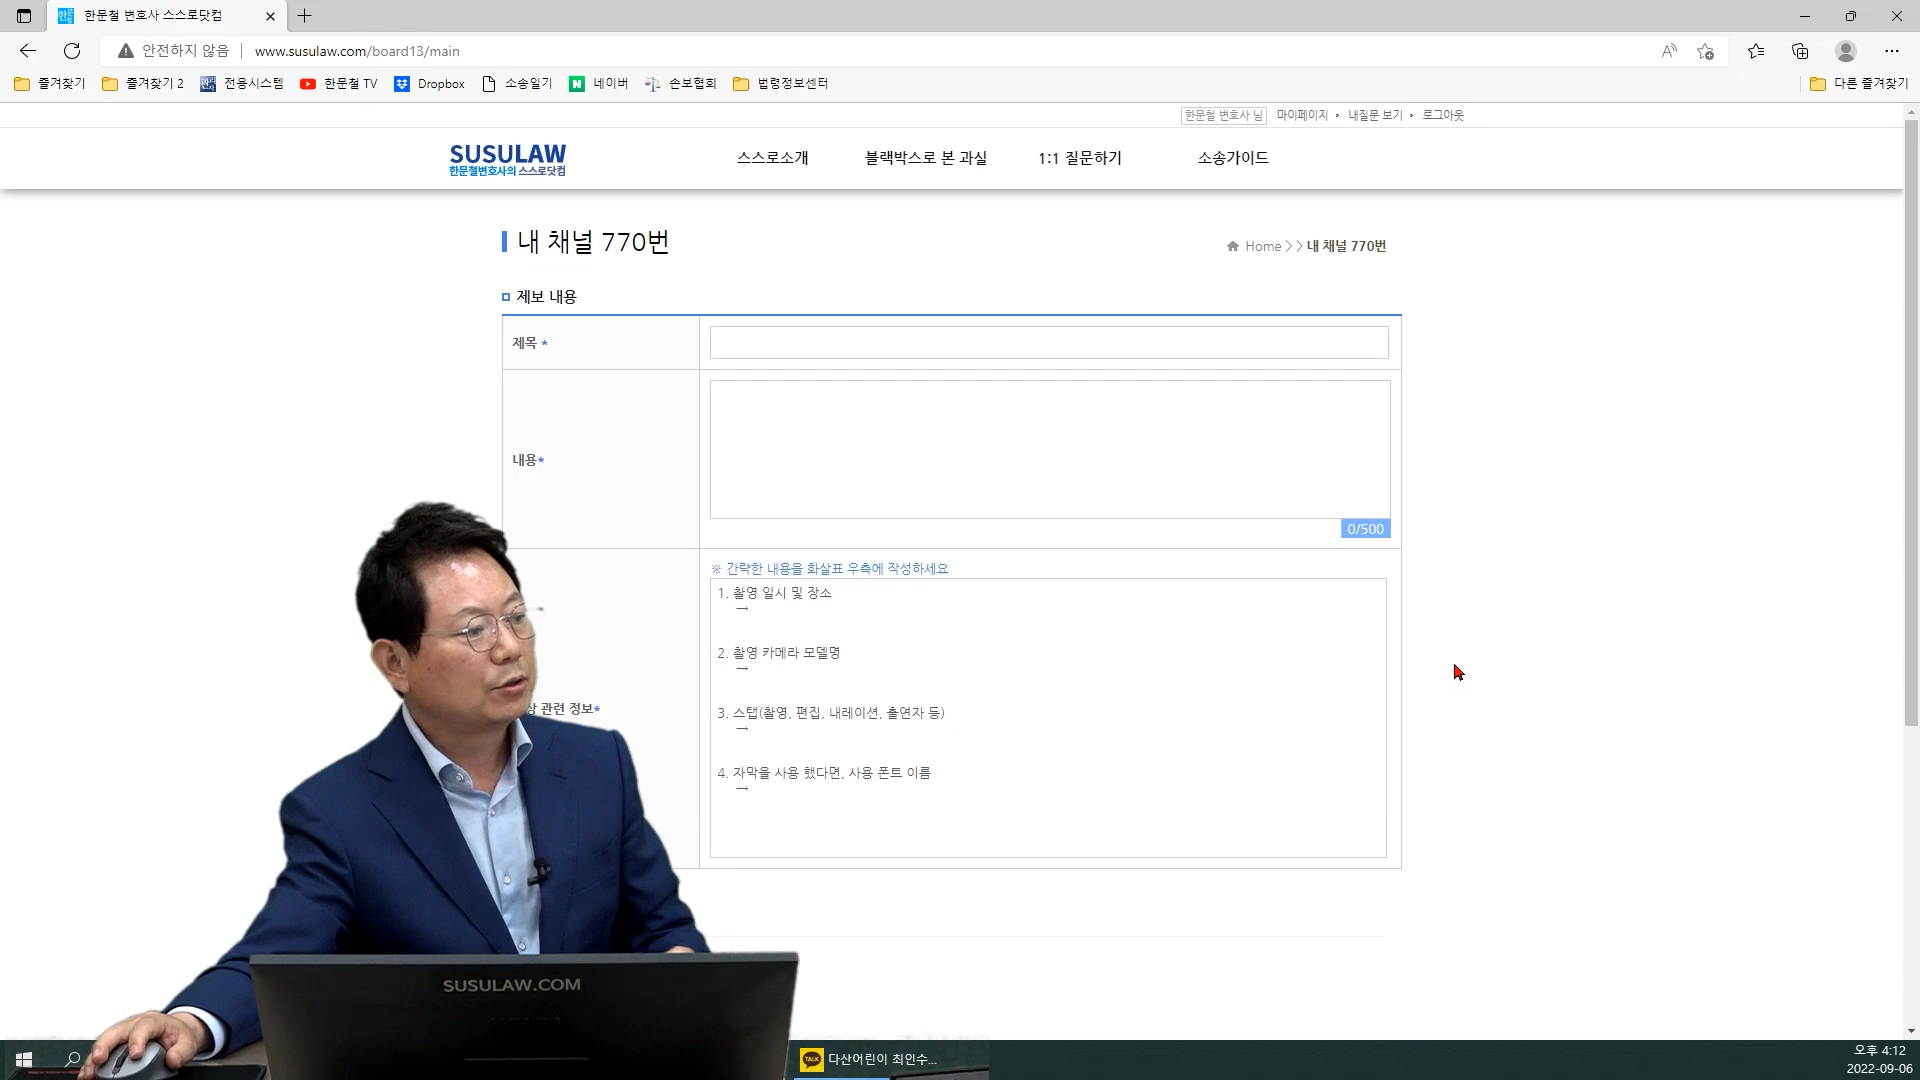 한문철 변호사 스스로닷컴
안전하지 않음
www.susulaw.com/board13/main
즐겨찾기
즐겨찾기 2
전용시스템
한문철 TV
Dropbox
소송일기
네이버
손보협회
법령정보센터
다른 즐겨찾기
한문철 변호사 님 마이페이지 내질문 보기 로그아웃
SUSULAW
한문철변호사의 스스로닷컴
스스로소개
블랙박스로 본 과실
1:1 질문하기
소송가이드
내 채널 770번
Home > > 내 채널 770번
제보 내용
제목 *
내용*
0/500
상 관련 정보*
※ 간략한 내용을 화살표 우측에 작성하세요
1. 촬영 일시 및 장소
→
2. 촬영 카메라 모델명
→
3. 스탭(촬영, 편집, 내레이션, 출연자 등)
→
4. 자막을 사용 했다면, 사용 폰트 이름
→
SUSULAW.COM
TALK
다산어린이 최인수...
오후 4:12
2022-09-06